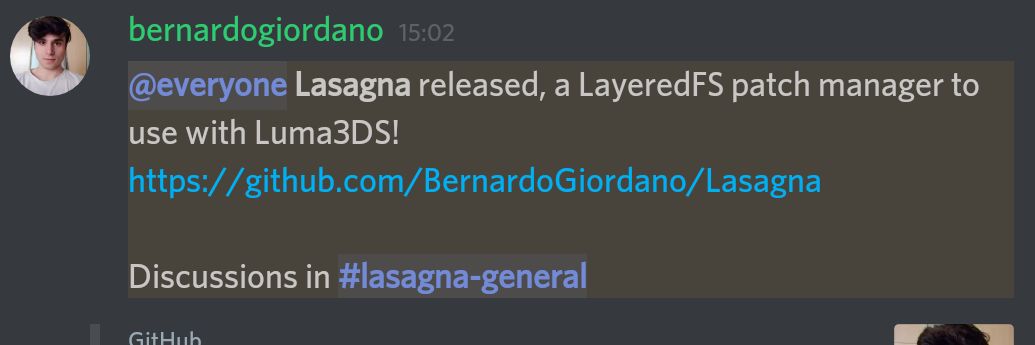 bernardogiordano 15:02
@everyone Lasagna released, a LayeredFS patch manager to
use with Luma3DS!
https://github.com/BernardoGiordano/Lasagna
Discussions in #lasagna-general
GitHub